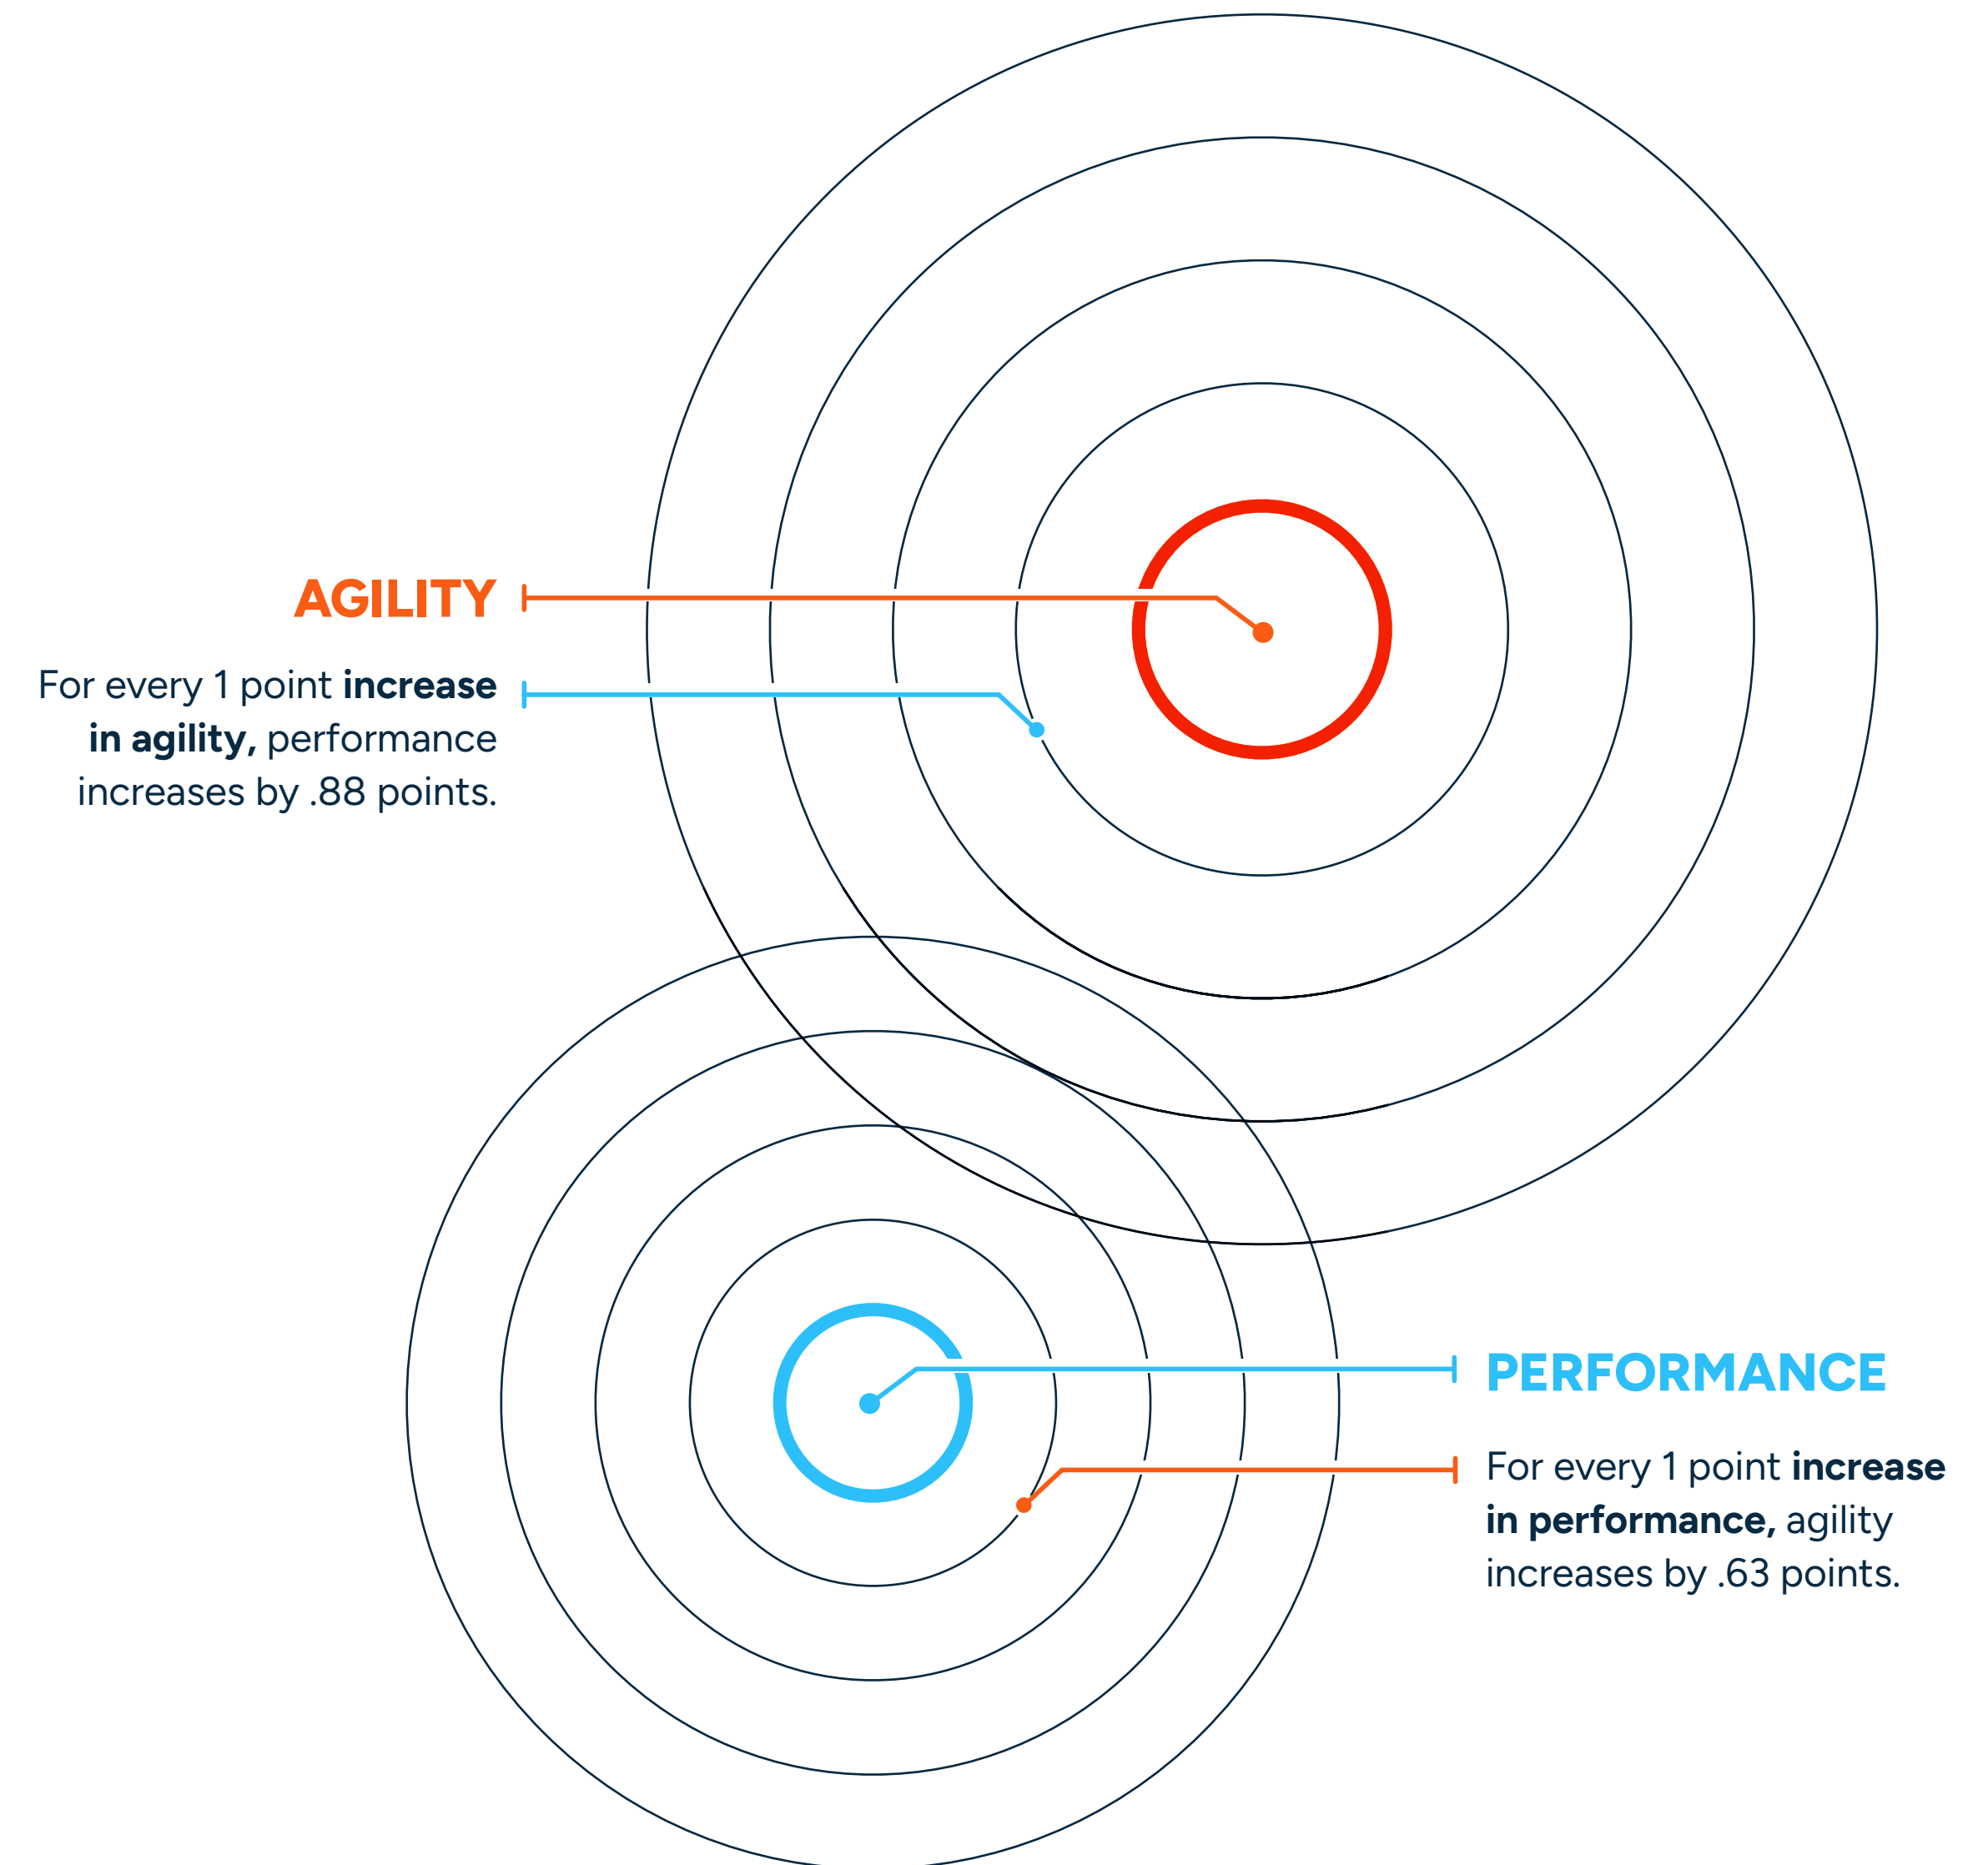 AGILITY
For every 1 point increase
in agility, performance
increases by .88 points.
PERFORMANCE
For every 1 point increase
in performance, agility
increases by .63 points.